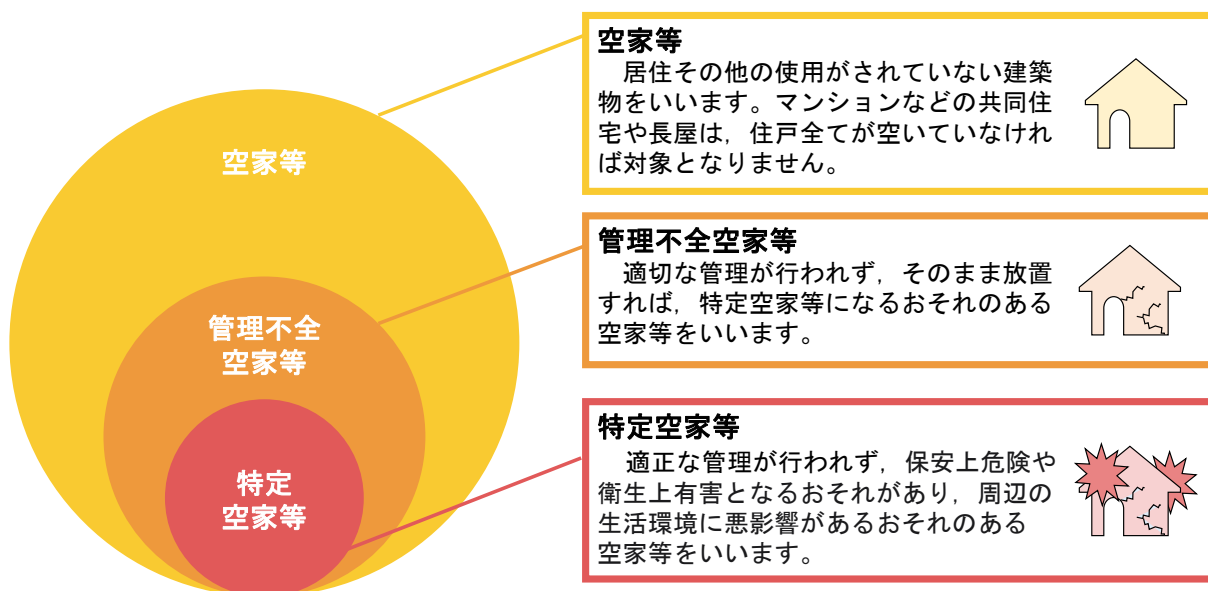 空家等
管理不全
空家等
特定
空家等
空家等
居住その他の使用がされていない建築
物をいいます。マンションなどの共同住
宅や長屋は，住戸全てが空いていなけれ
ば対象となりません。
管理不全空家等
適切な管理が行われず，そのまま放置
すれば，特定空家等になるおそれのある
空家等をいいます。
特定空家等
適正な管理が行われず，保安上危険や
衛生上有害となるおそれがあり，周辺の
生活環境に悪影響があるおそれのある
空家等をいいます。